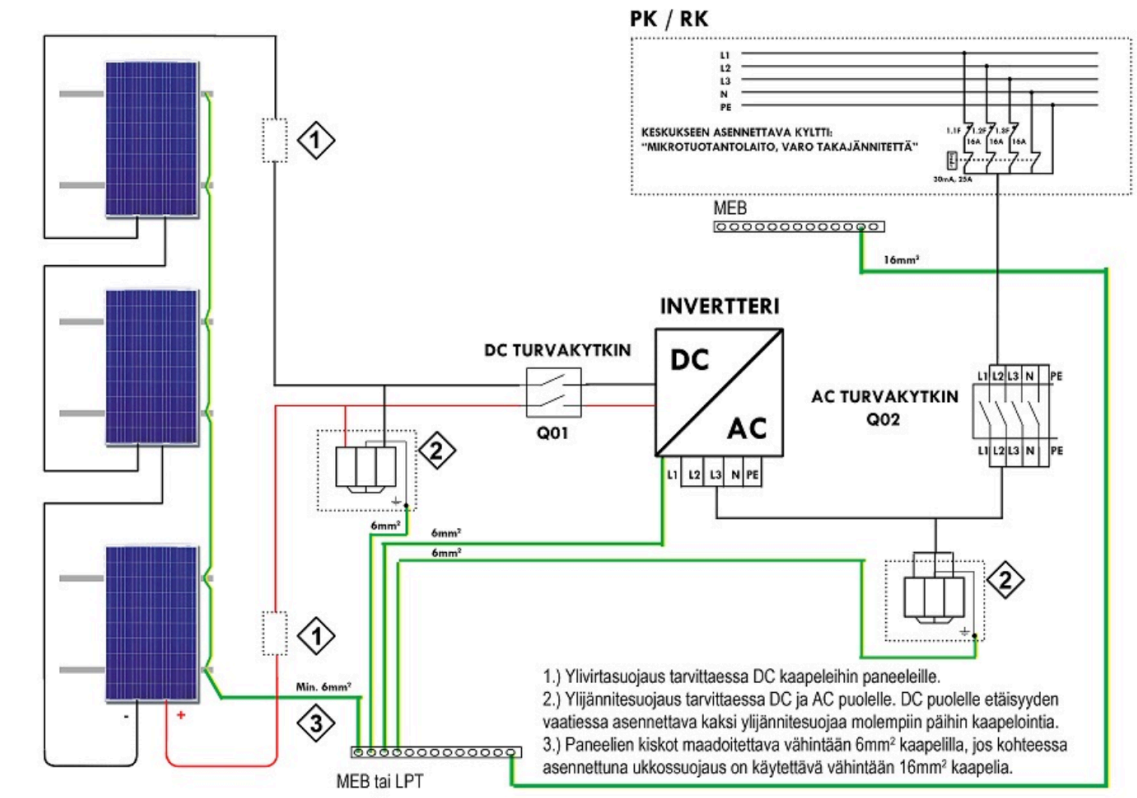 PK / RK
L1
L2
L3
N
PE
KESKUKSEEN ASENNETTAVA KYLTTI:
"MIKROTUOTANTOLAITO, VARO TAKAJÄNNITETTÄ"
1.1F 1.2F 1.3F
16A 16A 16A
30mA, 25A
1
MEB
16mm²
INVERTTERI
DC TURVAKYTKIN
DC
AC
Q01
AC TURVAKYTKIN
Q02
L1 L2 L3 N PE
L1 L2 L3 N PE
2
L1 L2 L3 N PE
6mm²
6mm²
6mm²
2
1
Min. 6mm²
3
- +
MEB tai LPT
1.) Ylivirtasuojaus tarvittaessa DC kaapeleihin paneeleille.
2.) Ylijännitesuojaus tarvittaessa DC ja AC puolelle. DC puolelle etäisyyden
vaatiessa asennettava kaksi ylijännitesuojaa molempiin päihin kaapelointia.
3.) Paneelien kiskot maadoitettava vähintään 6mm² kaapelilla, jos kohteessa
asennettuna ukkossuojaus on käytettävä vähintään 16mm² kaapelia.